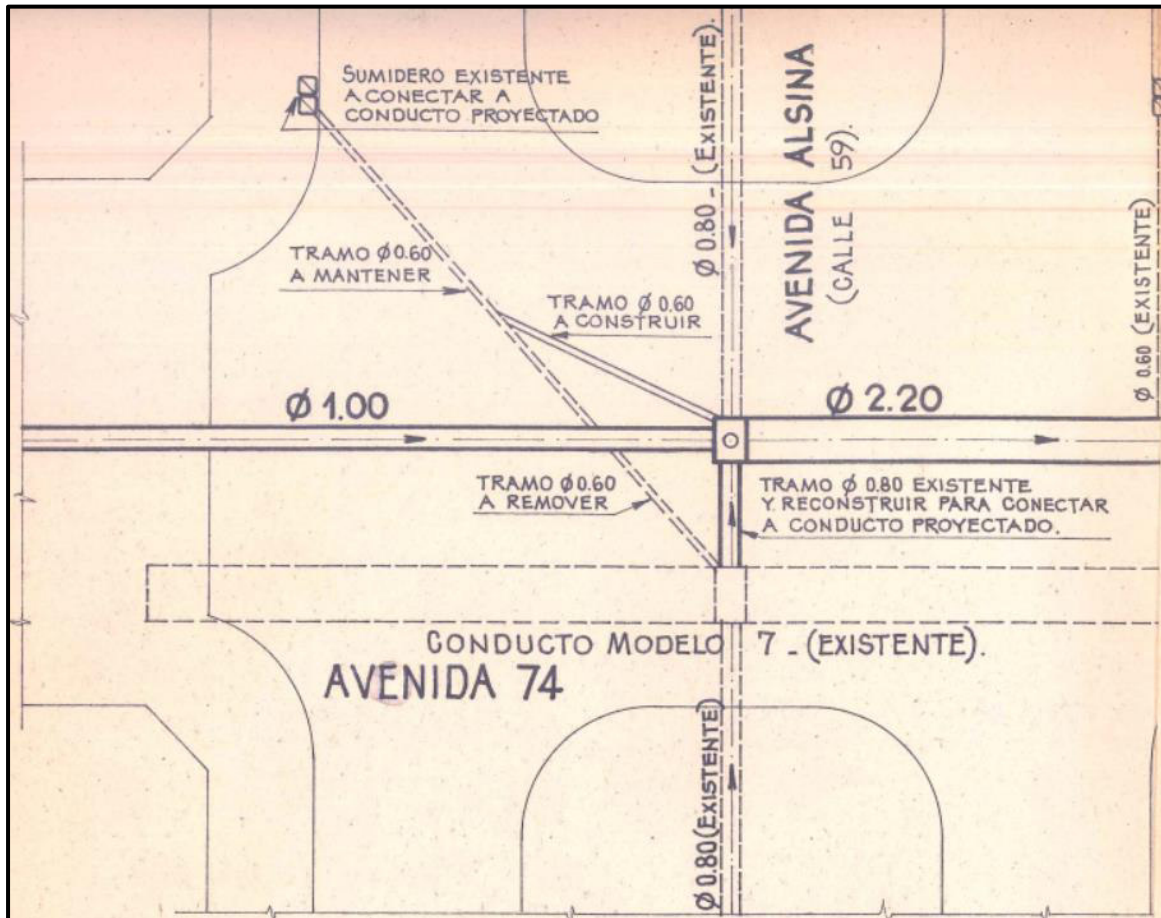 SUMIDERO EXISTENTE
A CONECTAR A
CONDUCTO PROYECTADO
Ø 0.80 - (EXISTENTE).
AVENIDA ALSINA
(CALLE 59).
TRAMO Ø 0.60
A MANTENER
TRAMO Ø 0.60
A CONSTRUIR
Ø 0.60 (EXISTENTE)
Ø 1.00
Ø 2.20
TRAMO Ø 0.60
A REMOVER
TRAMO Ø 0.80 EXISTENTE
Y RECONSTRUIR PARA CONECTAR
A CONDUCTO PROYECTADO.
CONDUCTO MODELO 7 - (EXISTENTE).
AVENIDA 74
Ø 0.80 (EXISTENTE)